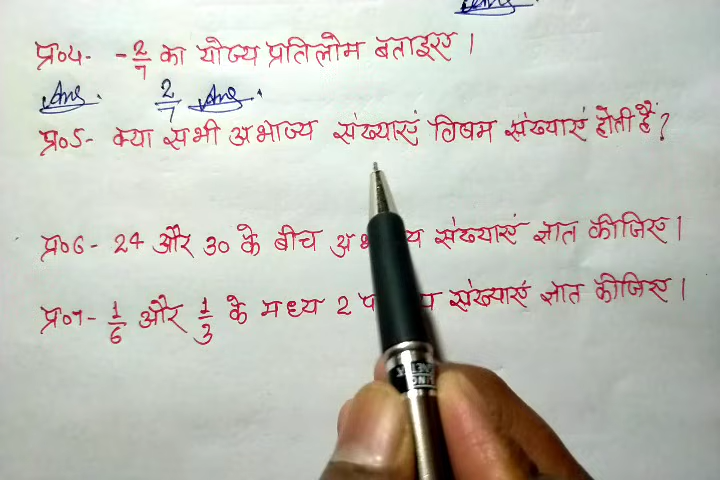 प्र०4- -2/7 का योज्य प्रतिलोम बताइए ।
Ans. 2/7 Ans.
प्र०5- क्या सभी अभाज्य संख्याएं विषम संख्याएं होती हैं?
प्र०6- 24 और 30 के बीच संख्याएं ज्ञात कीजिए ।
प्र०7- 1/6 और 1/3 के मध्य 2 संख्याएं ज्ञात कीजिए ।